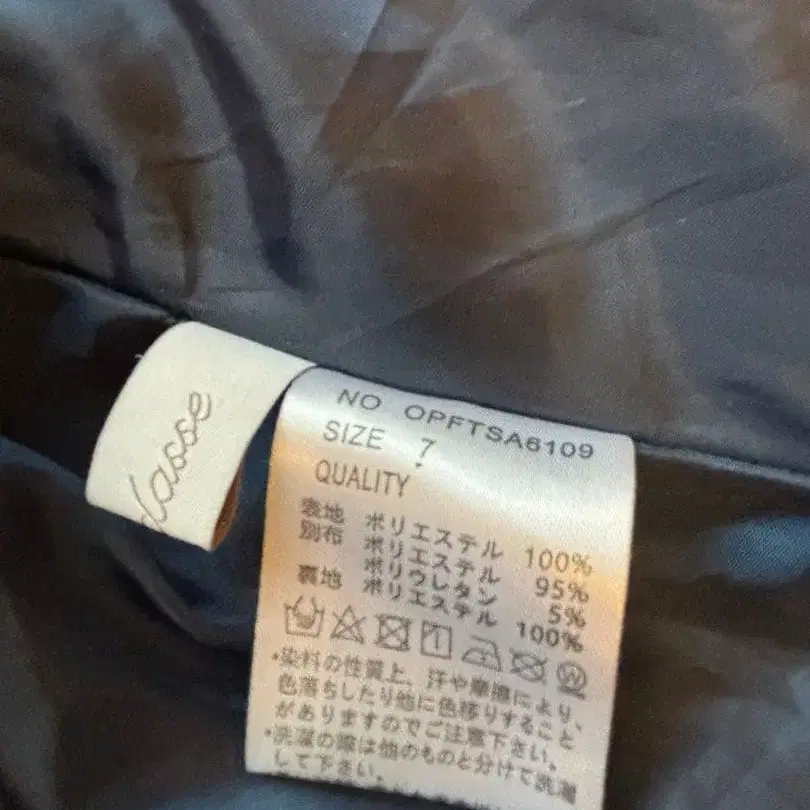 lasse
NO OPFTSA6109
SIZE 7
QUALITY
表地 ポリエステル 100%
別布 ポリエステル 95%
ポリウレタン 5%
裏地 ポリエステル 100%
•染料の性質上、汗や摩擦により、
色落ちしたり他に色移りすること
がありますのでご注意下さい。
•洗濯の際は他のものと分けて洗濯
して下さい。